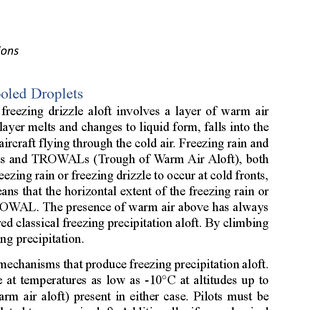 ions
oled Droplets
freezing drizzle aloft involves a layer of warm air
layer melts and changes to liquid form, falls into the
aircraft flying through the cold air. Freezing rain and
s and TROWALs (Trough of Warm Air Aloft), both
eezing rain or freezing drizzle to occur at cold fronts,
eans that the horizontal extent of the freezing rain or
OWAL. The presence of warm air above has always
ed classical freezing precipitation aloft. By climbing
ng precipitation.
mechanisms that produce freezing precipitation aloft.
e at temperatures as low as -10°C at altitudes up to
arm air aloft) present in either case. Pilots must be